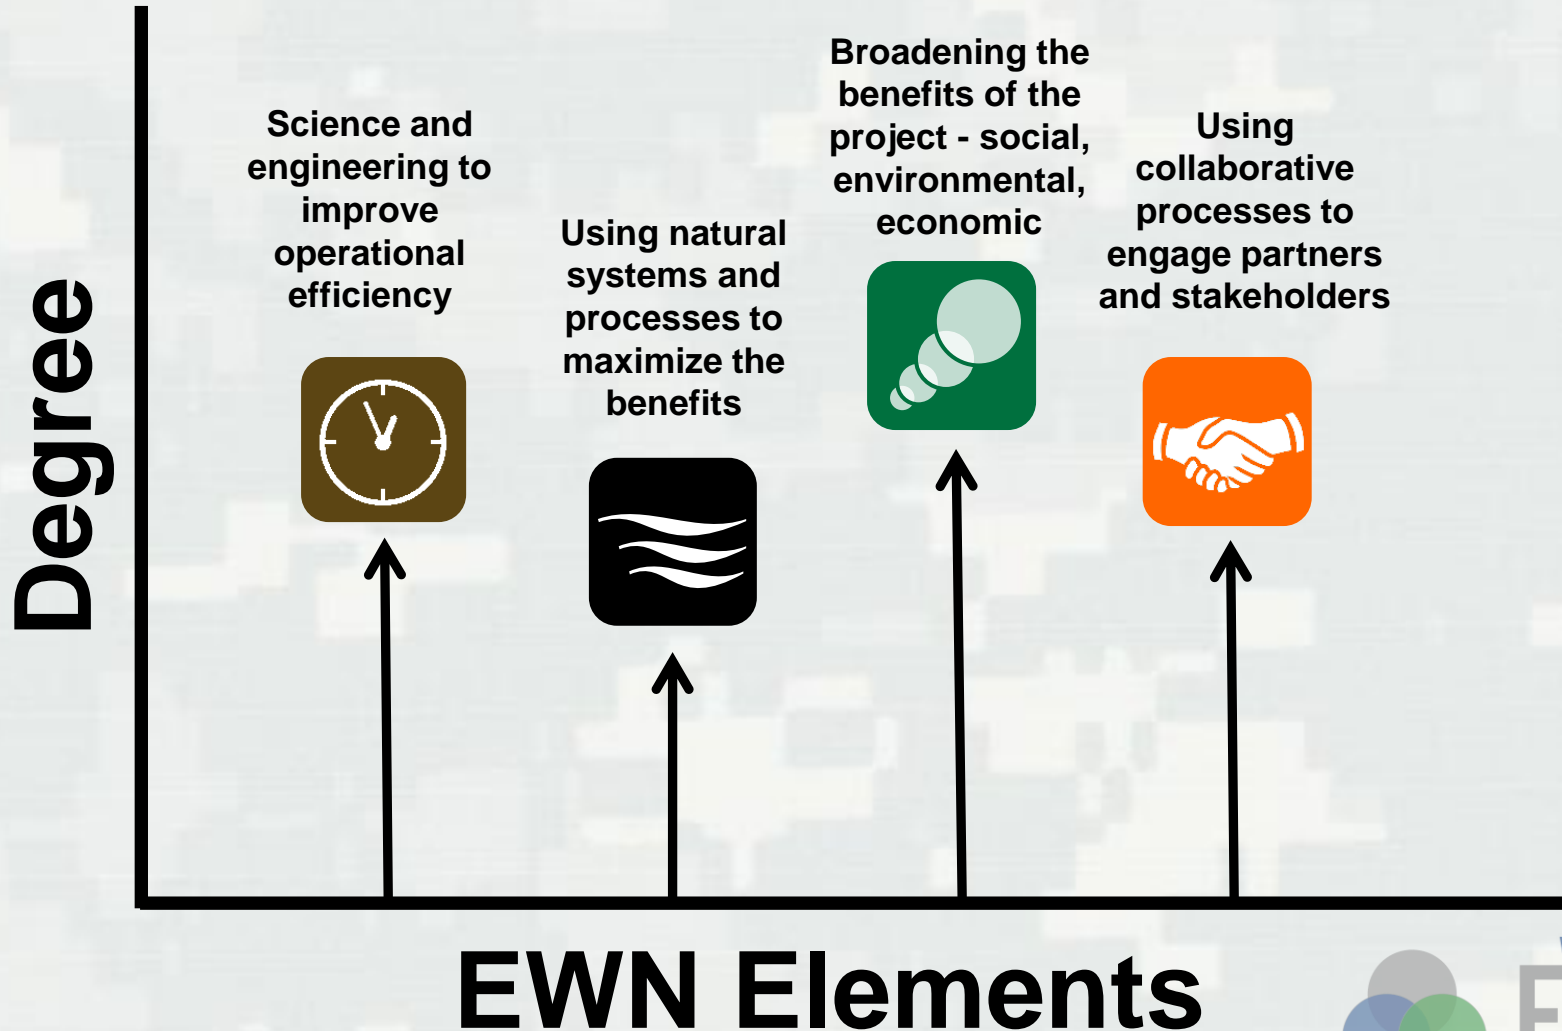 Degree
Science and
engineering to
improve
operational
efficiency
Using natural
systems and
processes to
maximize the
benefits
Broadening the
benefits of the
project - social,
environmental,
economic
Using
collaborative
processes to
engage partners
and stakeholders
EWN Elements